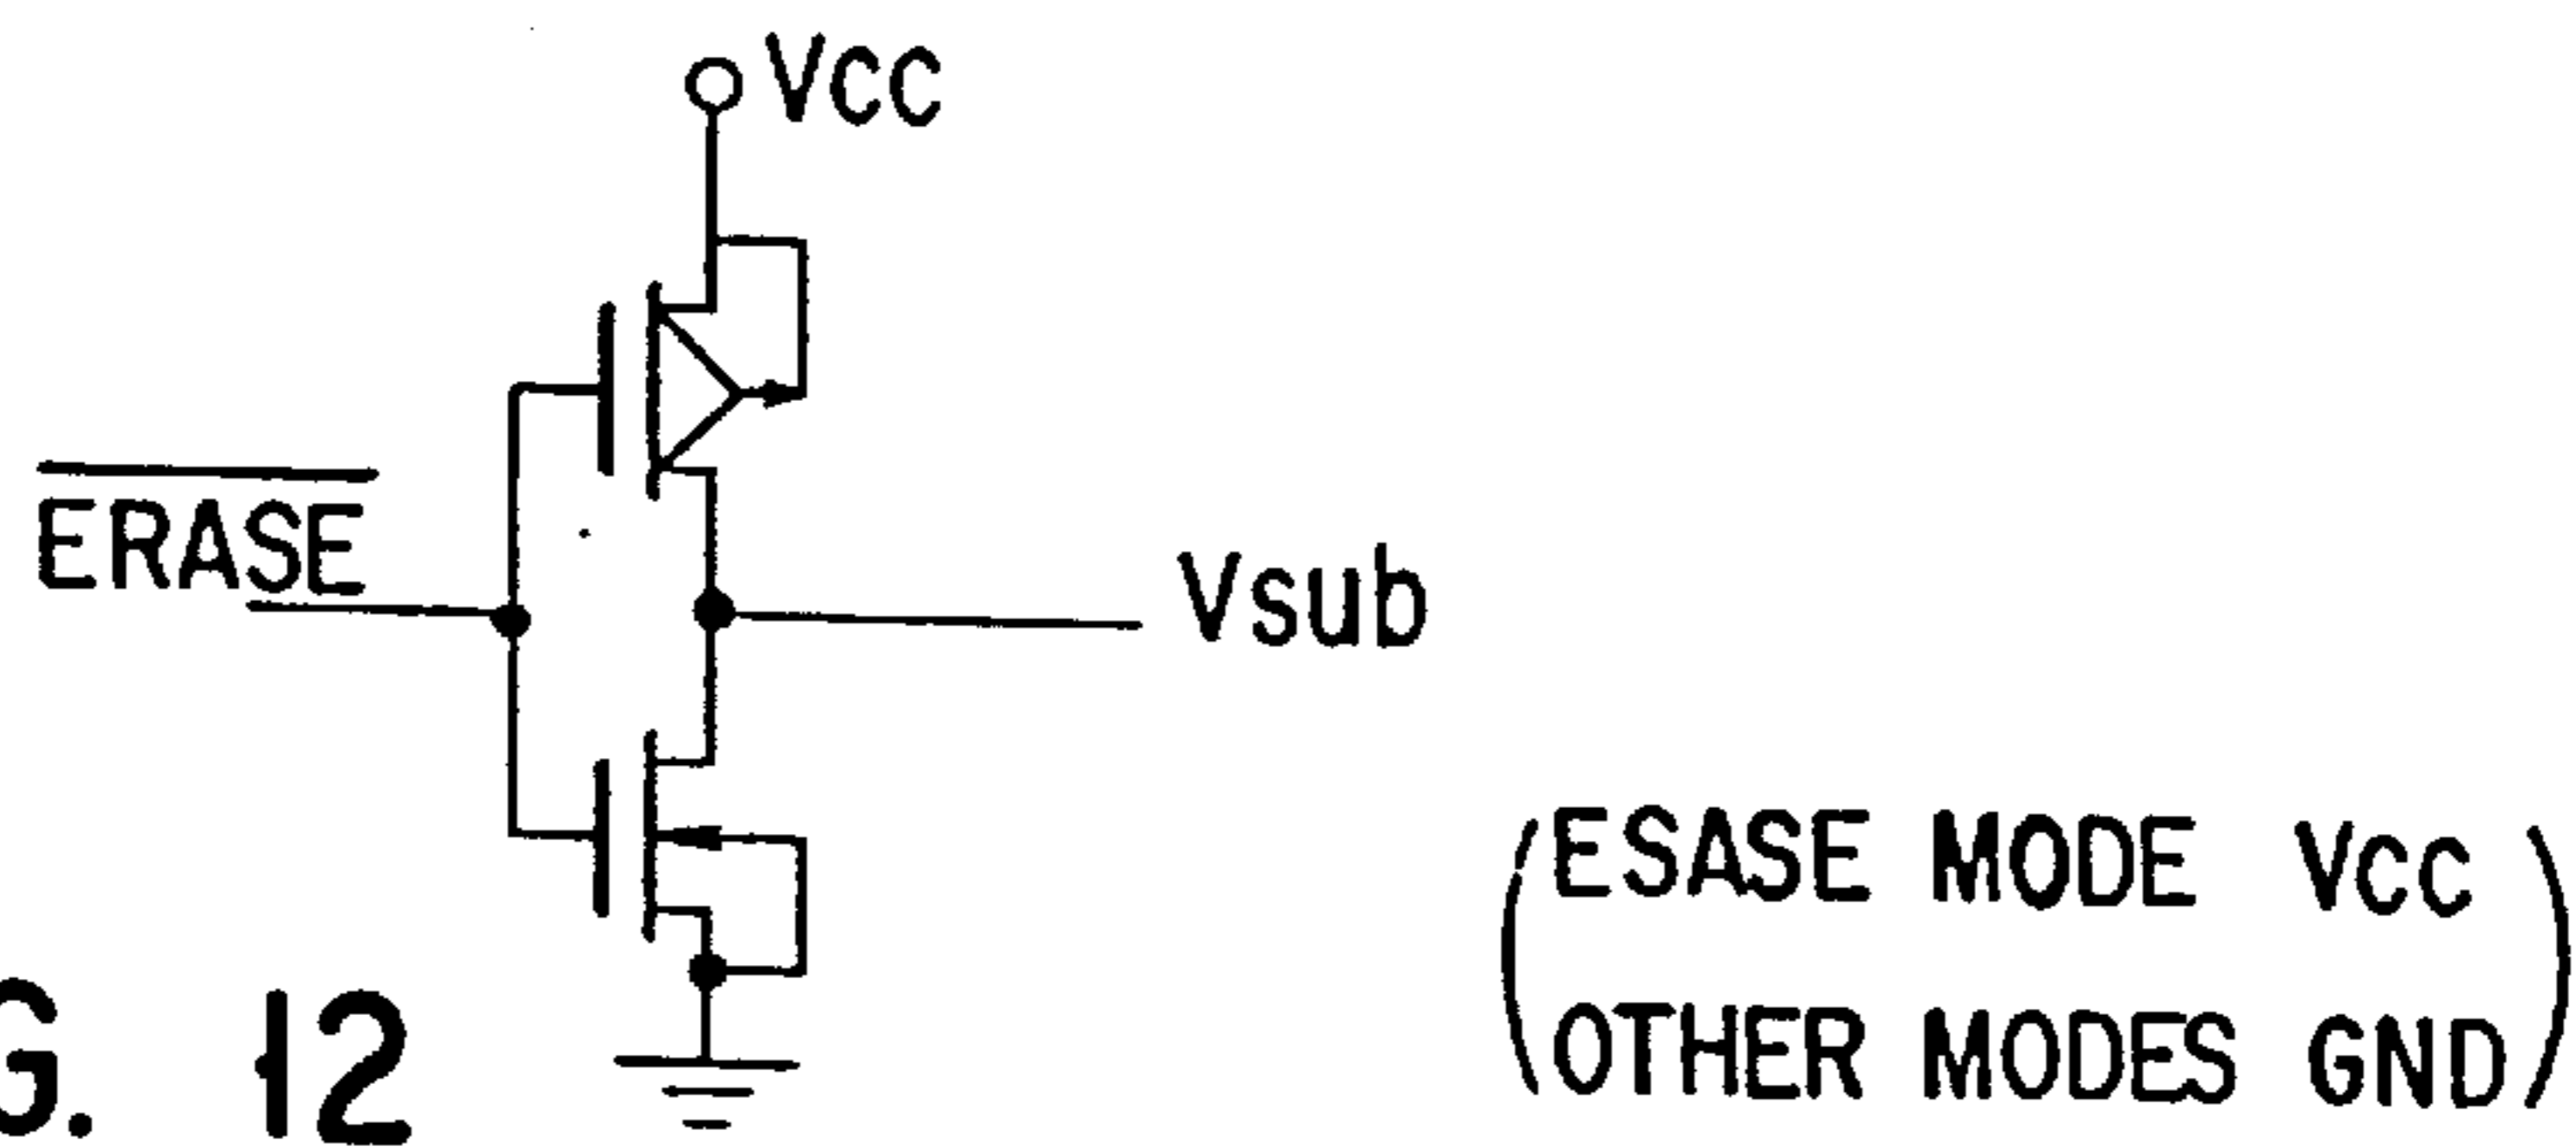 Vcc
ERASE
Vsub
(ESASE MODE Vcc
OTHER MODES GND)
G. 12